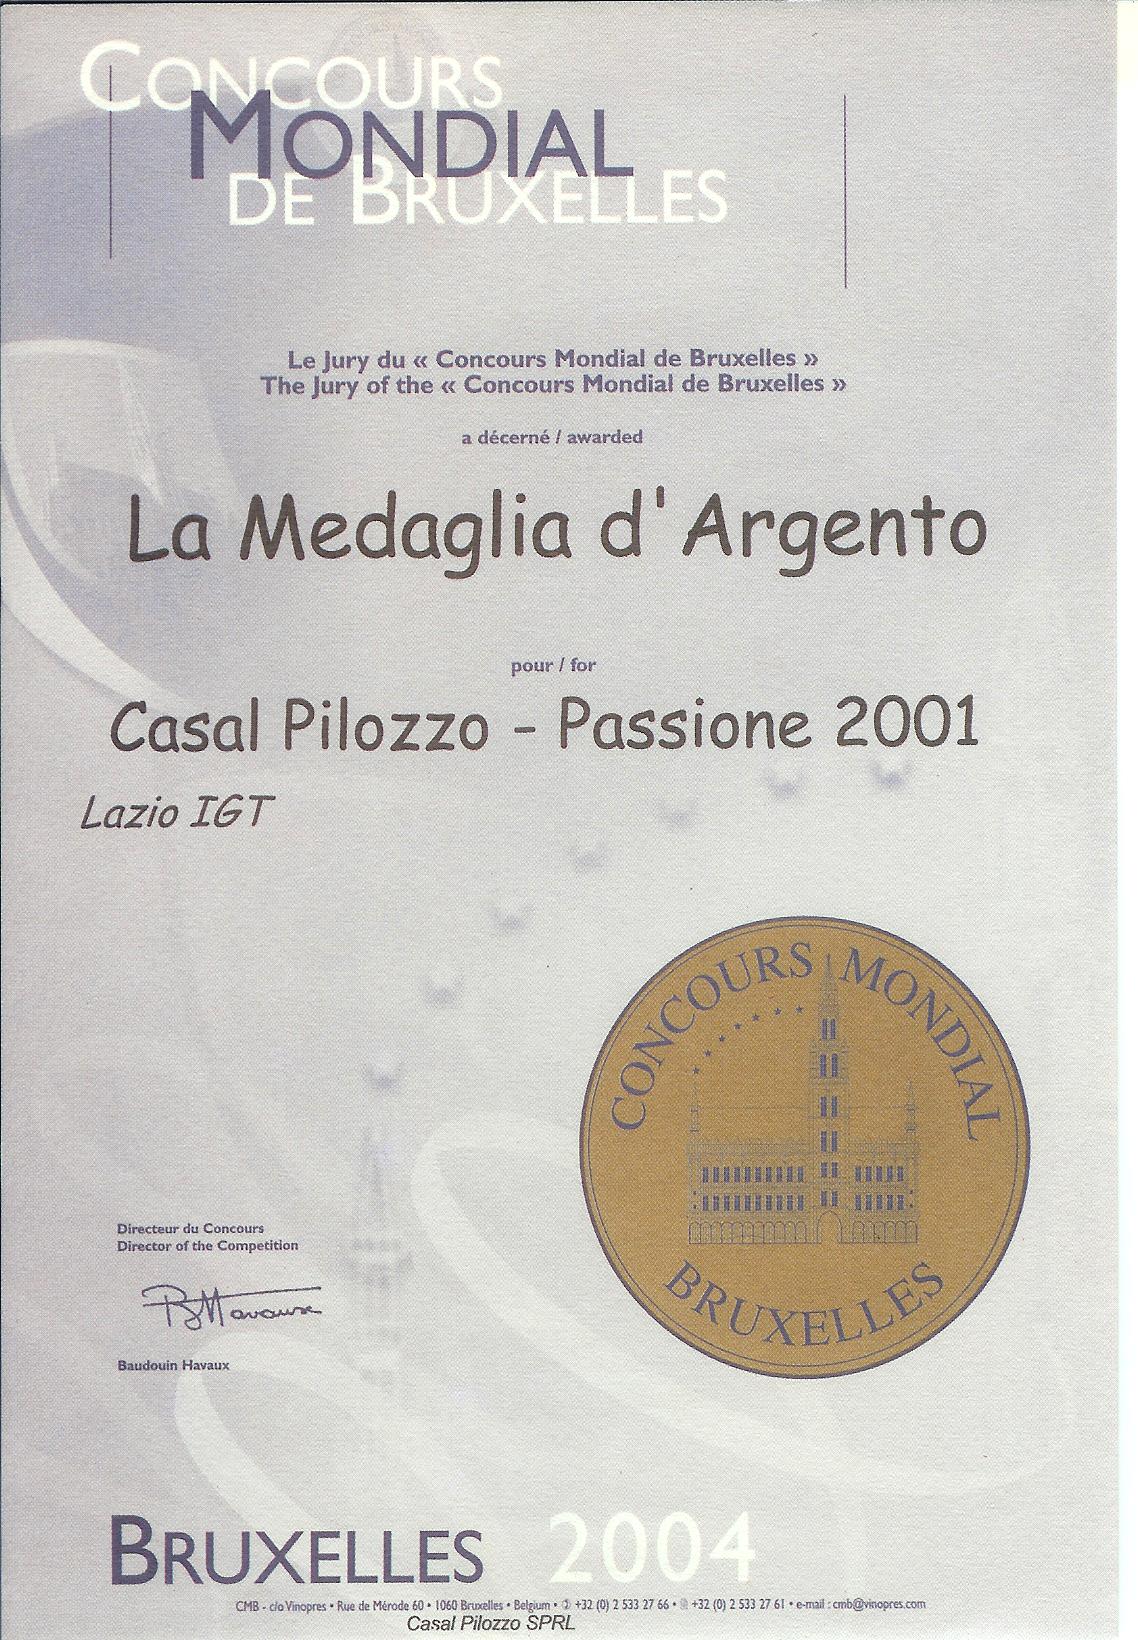 CONCOURS
MONDIAL
DE BRUXELLES
Le Jury du « Concours Mondial de Bruxelles »
The Jury of the « Concours Mondial de Bruxelles »
a décerné / awarded
La Medaglia d'Argento
pour / for
Casal Pilozzo - Passione 2001
Lazio IGT
CONCOURS MONDIAL
BRUXELLES
Directeur du Concours
Director of the Competition
BHavaux
Baudouin Havaux
BRUXELLES 2004
CMB - c/o Vinopres • Rue de Mérode 60 • 1060 Bruxelles • Belgium • ✆ +32 (0) 2 533 27 66 • +32 (0) 2 533 27 61 • e-mail : cmb@vinopres.com
Casal Pilozzo SPRL